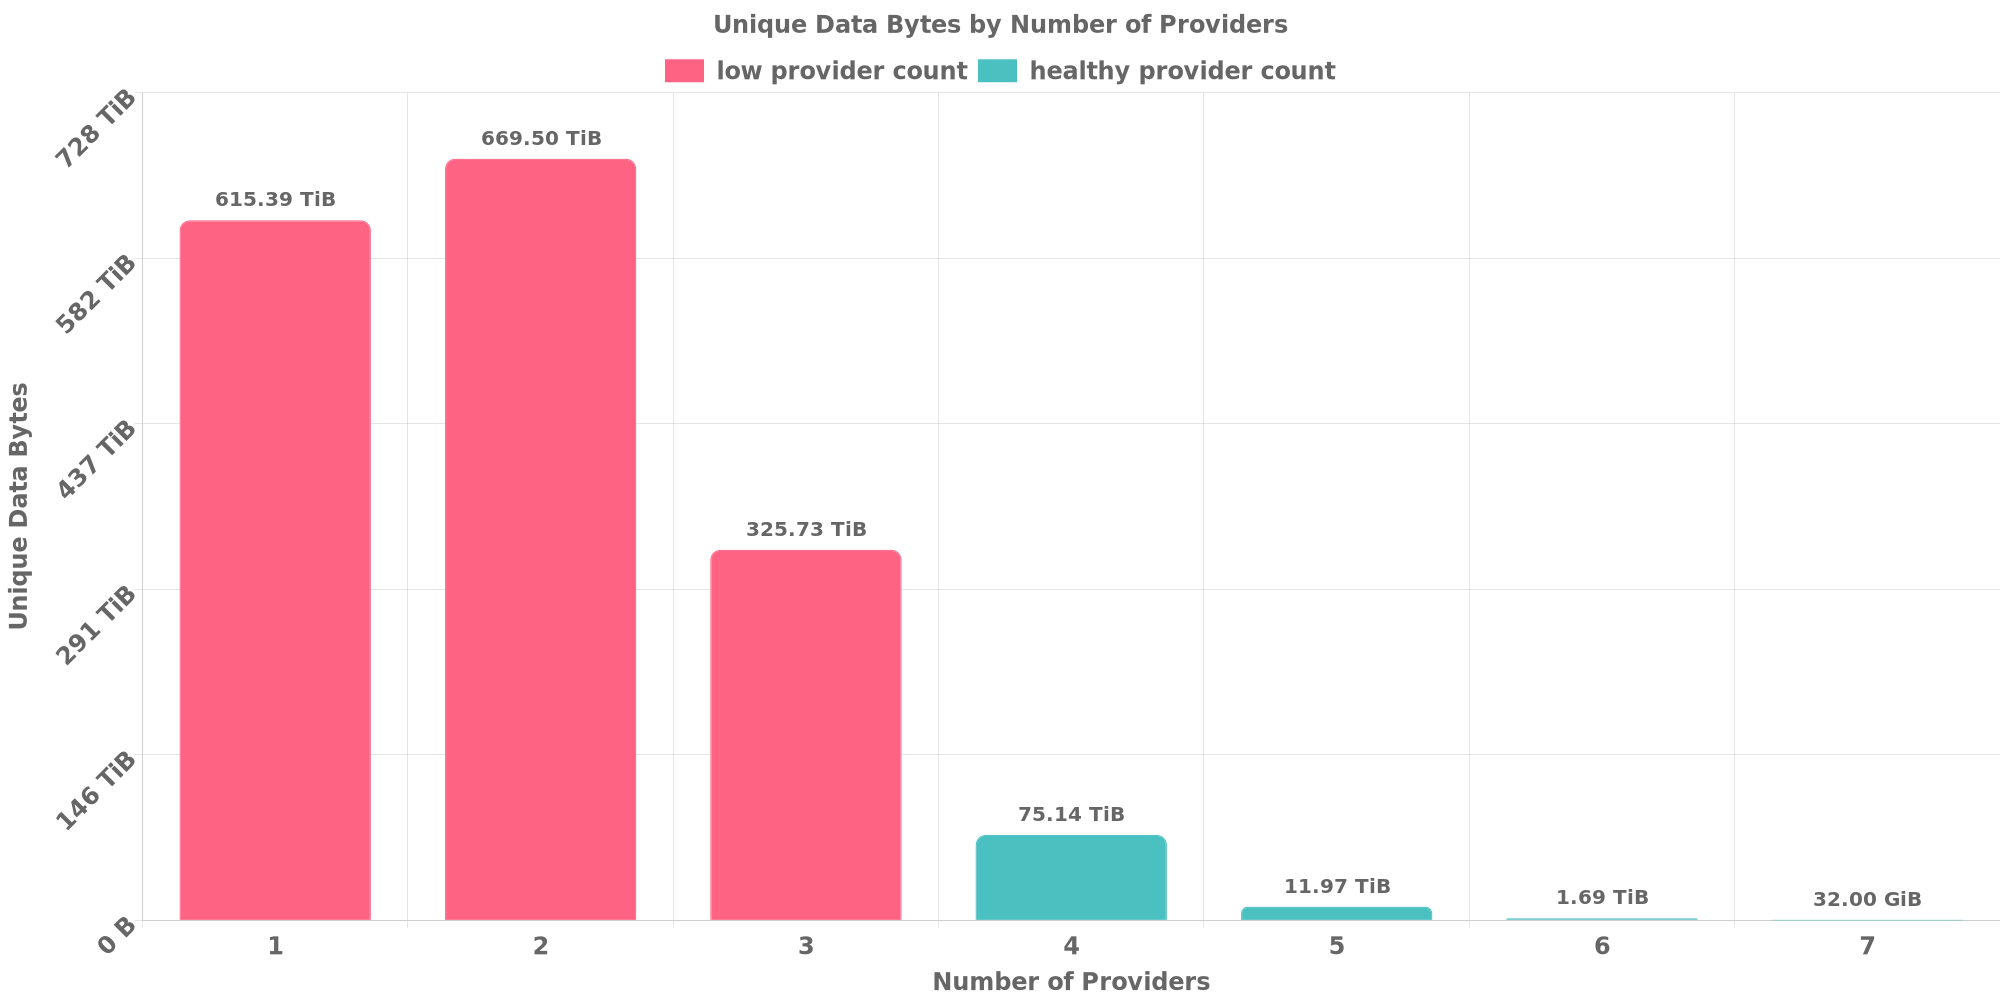 Unique Data Bytes by Number of Providers
low provider count healthy provider count
728 TiB
582 TiB
437 TiB
291 TiB
146 TiB
0 B
Unique Data Bytes
615.39 TiB
669.50 TiB
325.73 TiB
75.14 TiB
11.97 TiB
1.69 TiB
32.00 GiB
1 2 3 4 5 6 7
Number of Providers